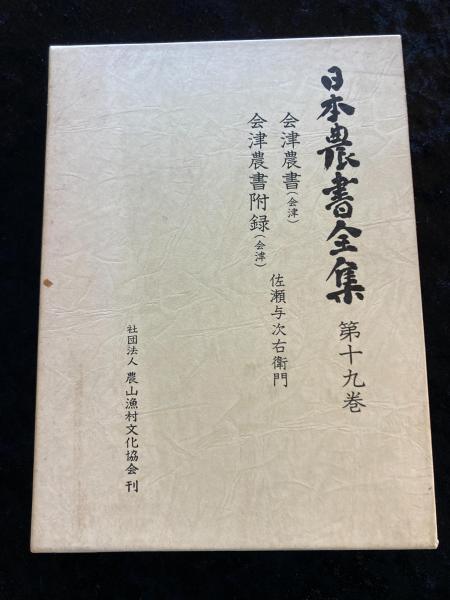 日本農書全集 第十九巻
会津農書(会津)
会津農書附録(会津)
佐瀬与次右衛門
社団法人 農山漁村文化協会 刊